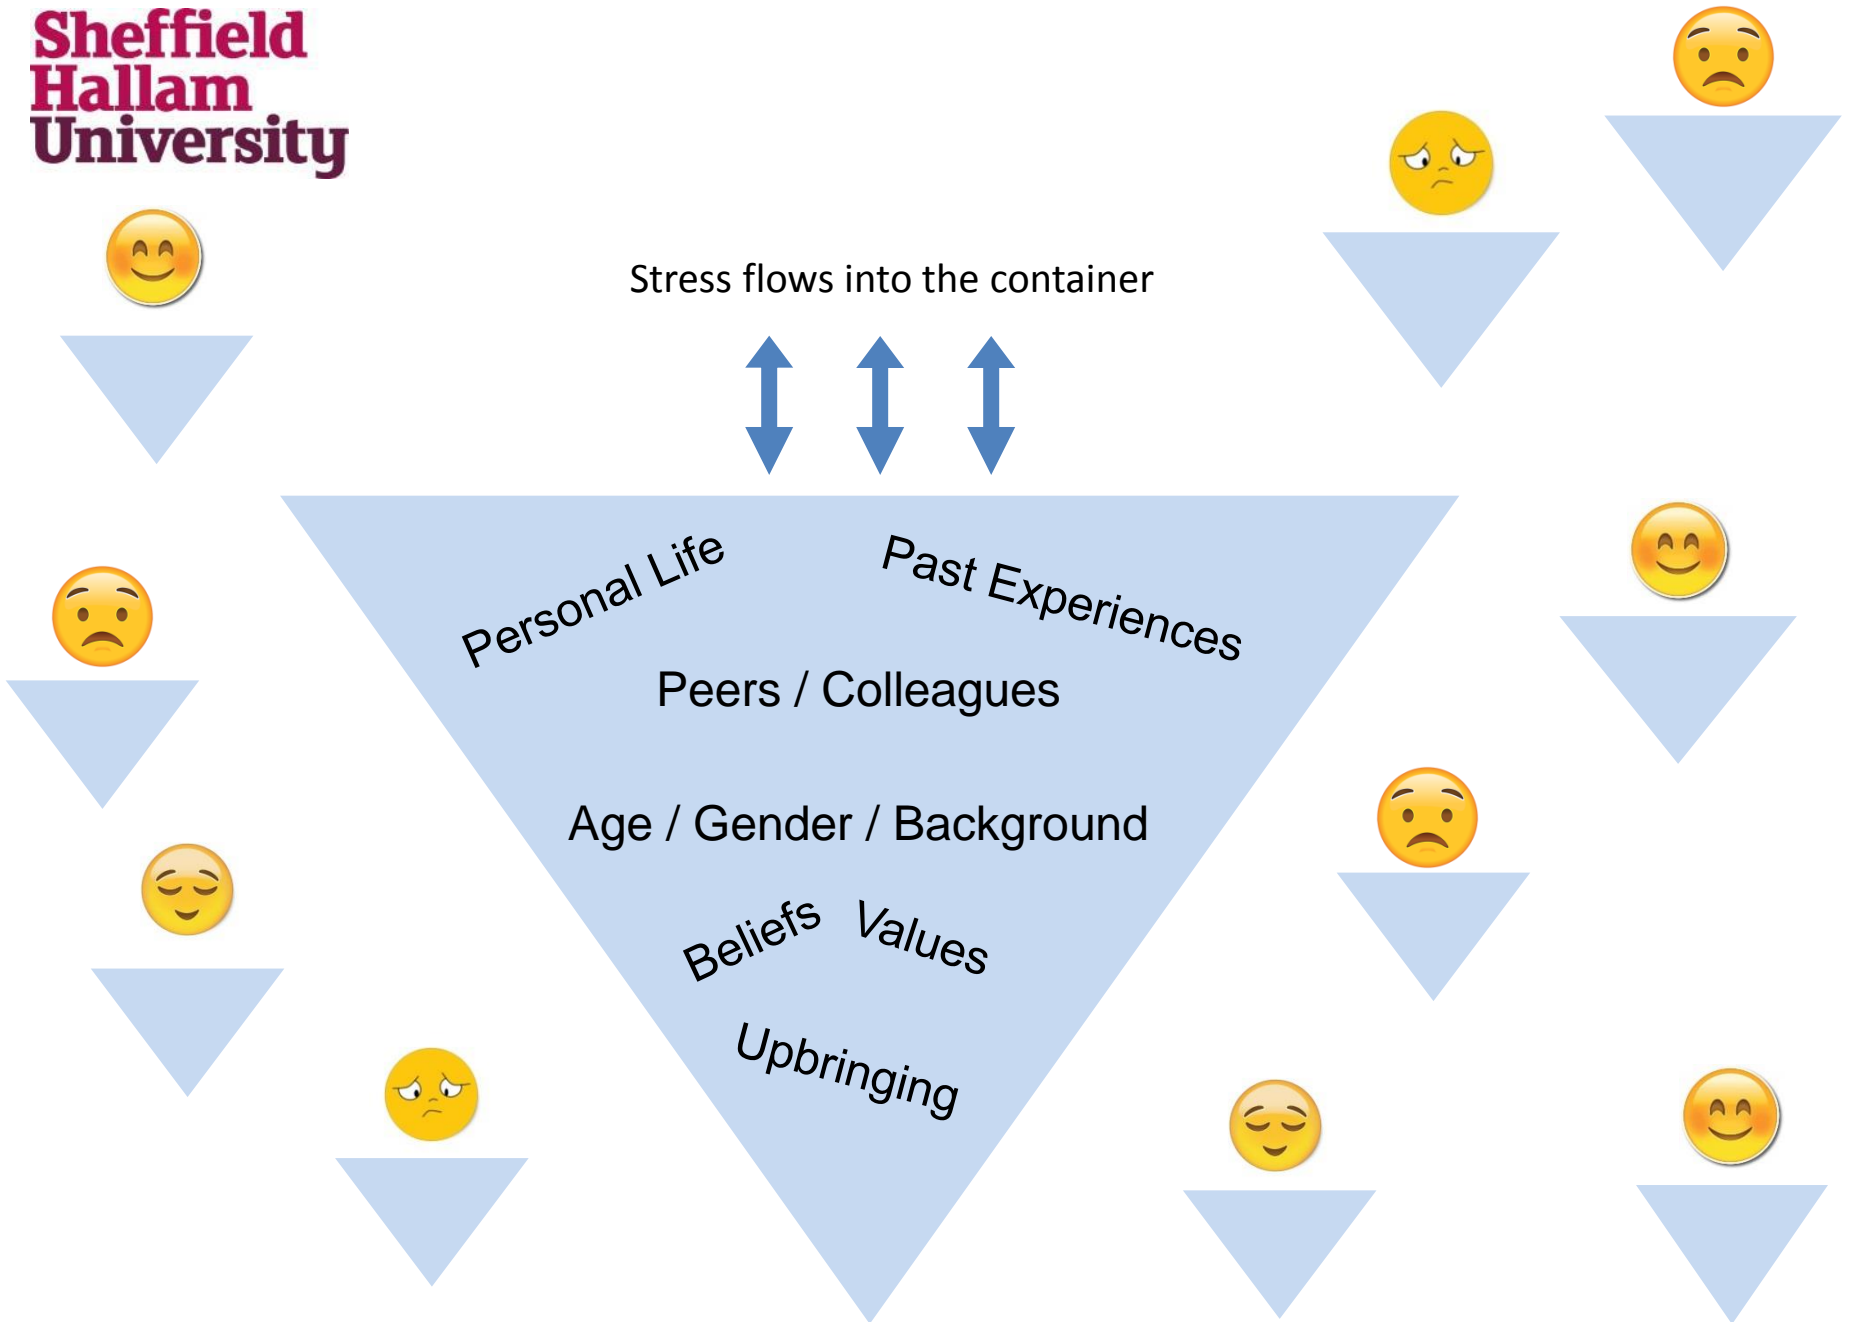 Sheffield
Hallam
University
Stress flows into the container
Personal Life
Past Experiences
Peers / Colleagues
Age / Gender / Background
Beliefs
Values
Upbringing